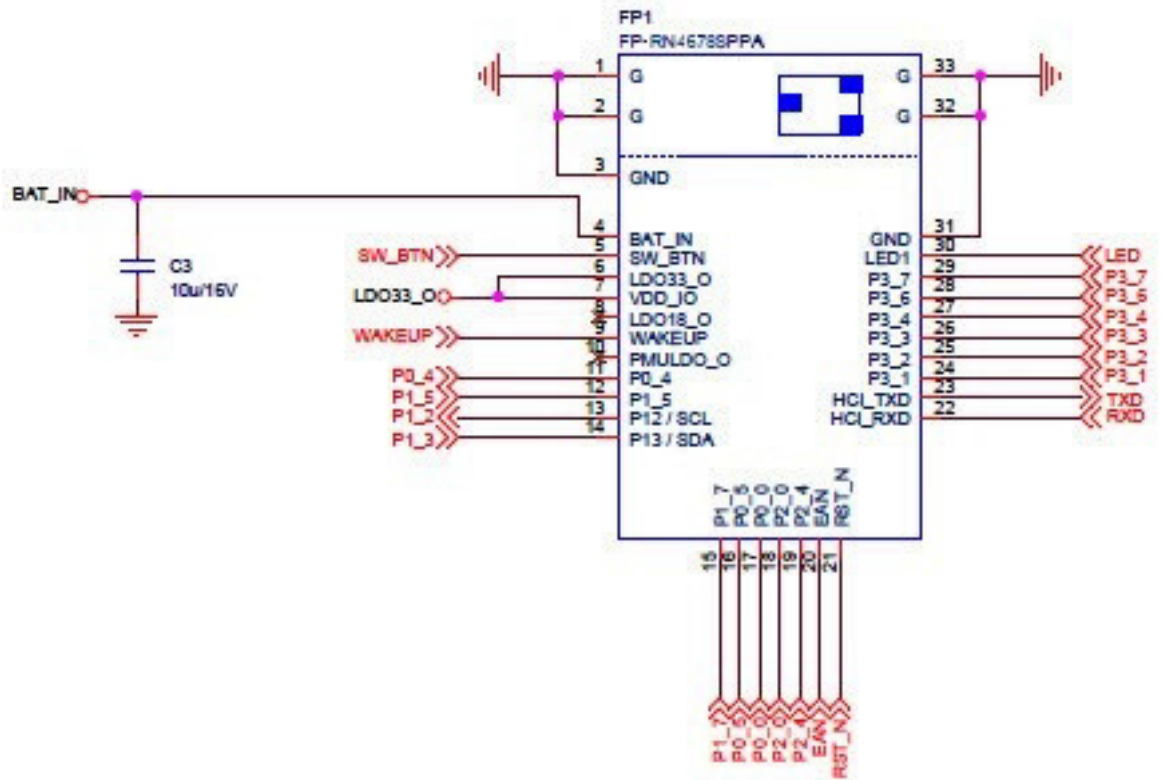 FP1
FP-RN4678SPPA
1 G G 33
2 G G 32
3 GND
BAT_IN
4 BAT_IN GND 31
SW_BTN 5 SW_BTN LED1 30 LED
6 LDO33_O P3_7 29 P3_7
LDO33_O 7 VDD_IO P3_6 28 P3_6
8 LDO18_O P3_4 27 P3_4
WAKEUP 9 WAKEUP P3_3 26 P3_3
10 PMULDO_O P3_2 25 P3_2
P0_4 11 P0_4 P3_1 24 P3_1
P1_5 12 P1_5 HCI_TXD 23 TXD
P1_2 13 P12 / SCL HCI_RXD 22 RXD
P1_3 14 P13 / SDA
C3
10u/16V
P1_7 P0_5 P0_0 P2_0 P2_4 EAN RST_N
15 16 17 18 19 20 21
P1_7 P0_5 P0_0 P2_0 P2_4 EAN RST_N